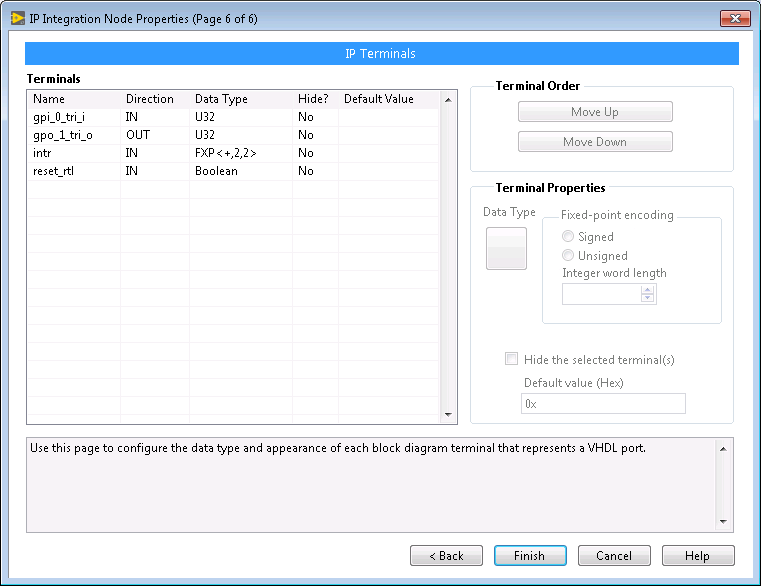 IP Integration Node Properties (Page 6 of 6)
IP Terminals
Terminals
Name Direction Data Type Hide? Default Value
gpi_0_tri_i IN U32 No
gpo_1_tri_o OUT U32 No
intr IN FXP<+,2,2> No
reset_rtl IN Boolean No
Terminal Order
Move Up
Move Down
Terminal Properties
Data Type
Fixed-point encoding
Signed
Unsigned
Integer word length
Hide the selected terminal(s)
Default value (Hex)
0x
Use this page to configure the data type and appearance of each block diagram terminal that represents a VHDL port.
< Back Finish Cancel Help